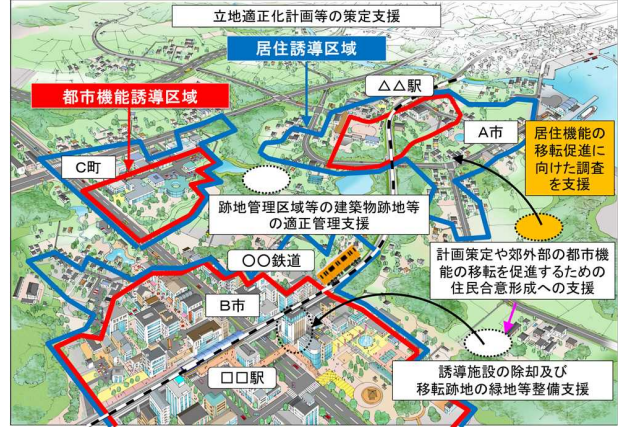 立地適正化計画等の策定支援
居住誘導区域
都市機能誘導区域
△△駅
A市
居住機能の
移転促進に
向けた調査
を支援
C町
跡地管理区域等の建築物跡地等
の適正管理支援
〇〇鉄道
計画策定や郊外部の都市機
能の移転を促進するための
住民合意形成への支援
B市
□□駅
誘導施設の除却及び
移転跡地の緑地等整備支援